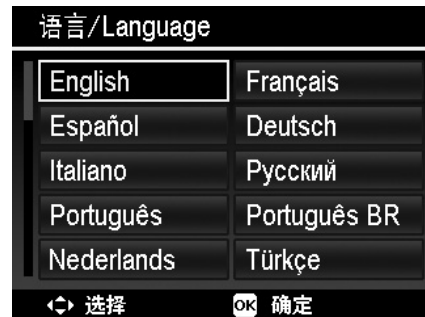 语言/Language
English Français
Español Deutsch
Italiano Русский
Português Português BR
Nederlands Türkçe
选择 OK 确定